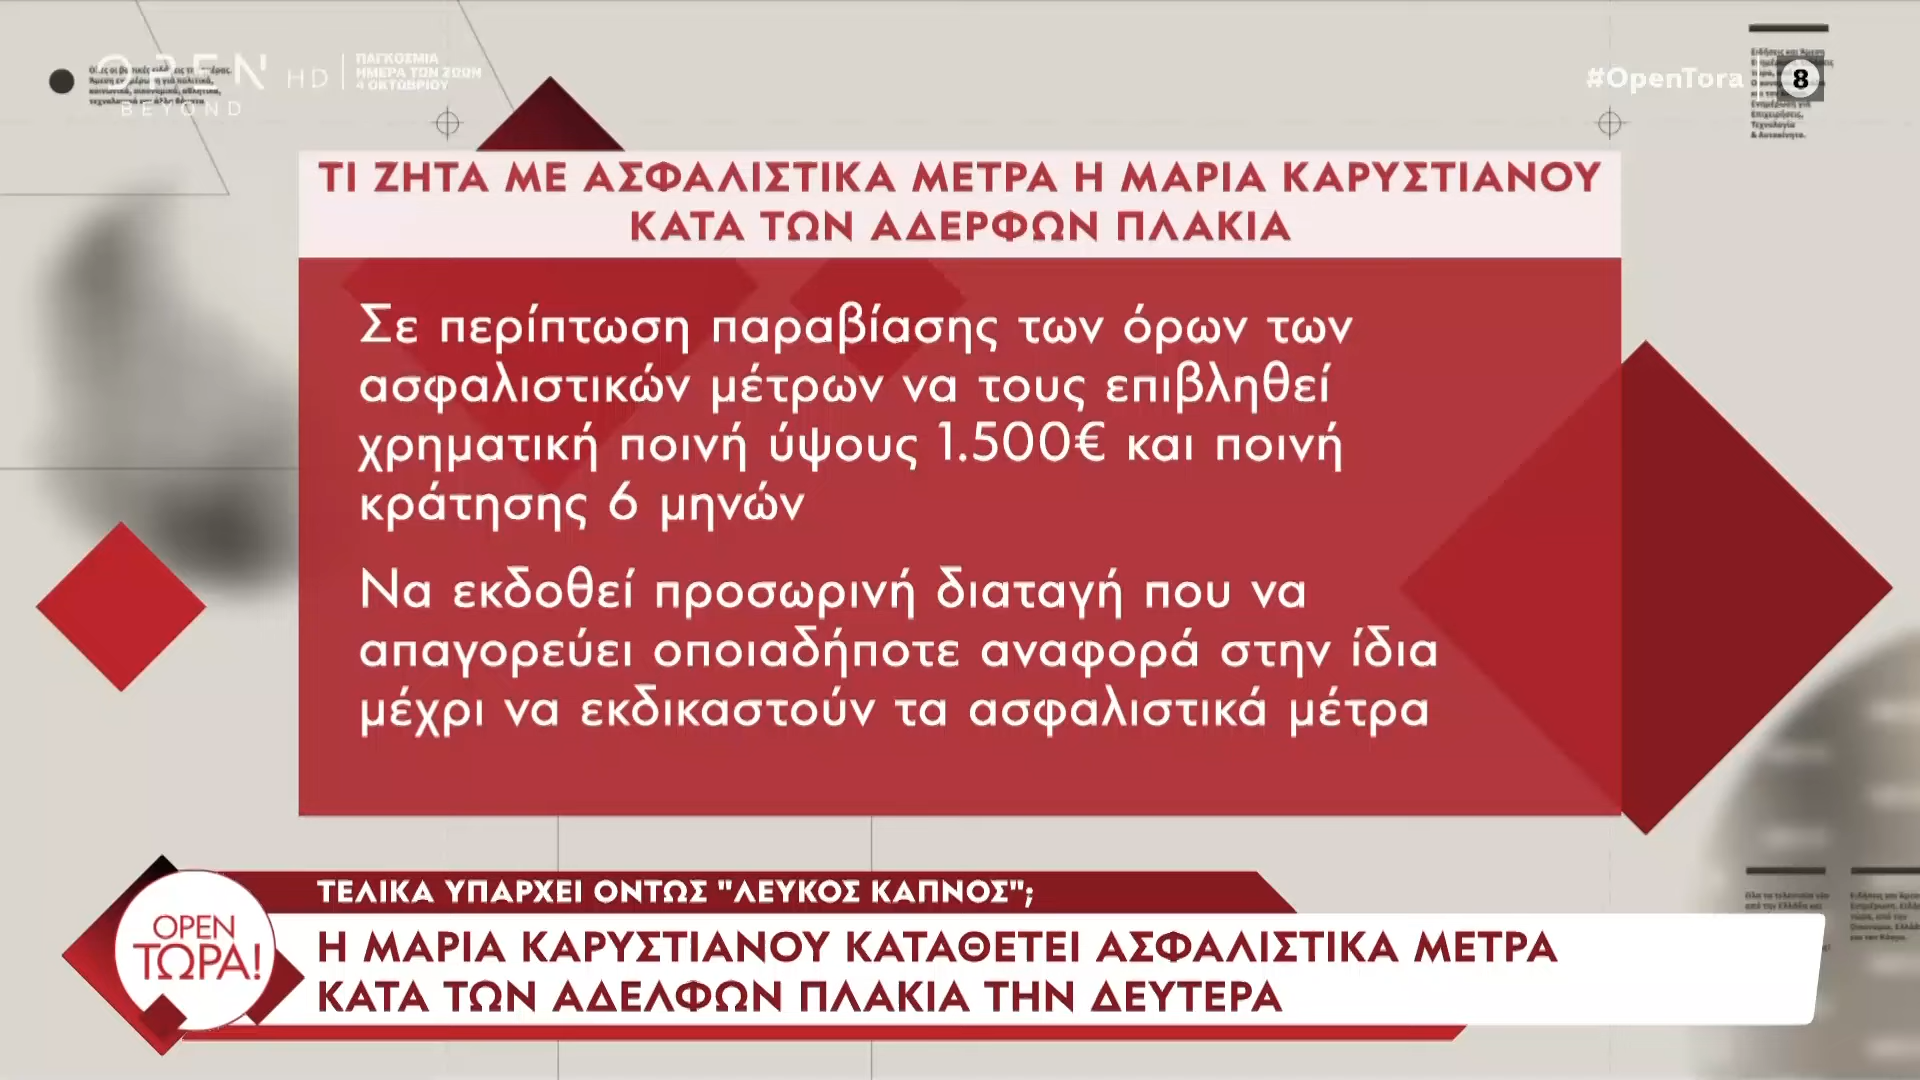 OPEN HD
BEYOND
ΠΑΓΚΟΣΜΙΑ
ΗΜΕΡΑ ΤΩΝ ΖΩΩΝ
4 ΟΚΤΩΒΡΙΟΥ
#OpenTora
8
ΤΙ ΖΗΤΑ ΜΕ ΑΣΦΑΛΙΣΤΙΚΑ ΜΕΤΡΑ Η ΜΑΡΙΑ ΚΑΡΥΣΤΙΑΝΟΥ
ΚΑΤΑ ΤΩΝ ΑΔΕΡΦΩΝ ΠΛΑΚΙΑ
Σε περίπτωση παραβίασης των όρων των
ασφαλιστικών μέτρων να τους επιβληθεί
χρηματική ποινή ύψους 1.500€ και ποινή
κράτησης 6 μηνών
Να εκδοθεί προσωρινή διαταγή που να
απαγορεύει οποιαδήποτε αναφορά στην ίδια
μέχρι να εκδικαστούν τα ασφαλιστικά μέτρα
ΤΕΛΙΚΑ ΥΠΑΡΧΕΙ ΟΝΤΩΣ "ΛΕΥΚΟΣ ΚΑΠΝΟΣ";
OPEN
ΤΩΡΑ!
Η ΜΑΡΙΑ ΚΑΡΥΣΤΙΑΝΟΥ ΚΑΤΑΘΕΤΕΙ ΑΣΦΑΛΙΣΤΙΚΑ ΜΕΤΡΑ
ΚΑΤΑ ΤΩΝ ΑΔΕΛΦΩΝ ΠΛΑΚΙΑ ΤΗΝ ΔΕΥΤΕΡΑ